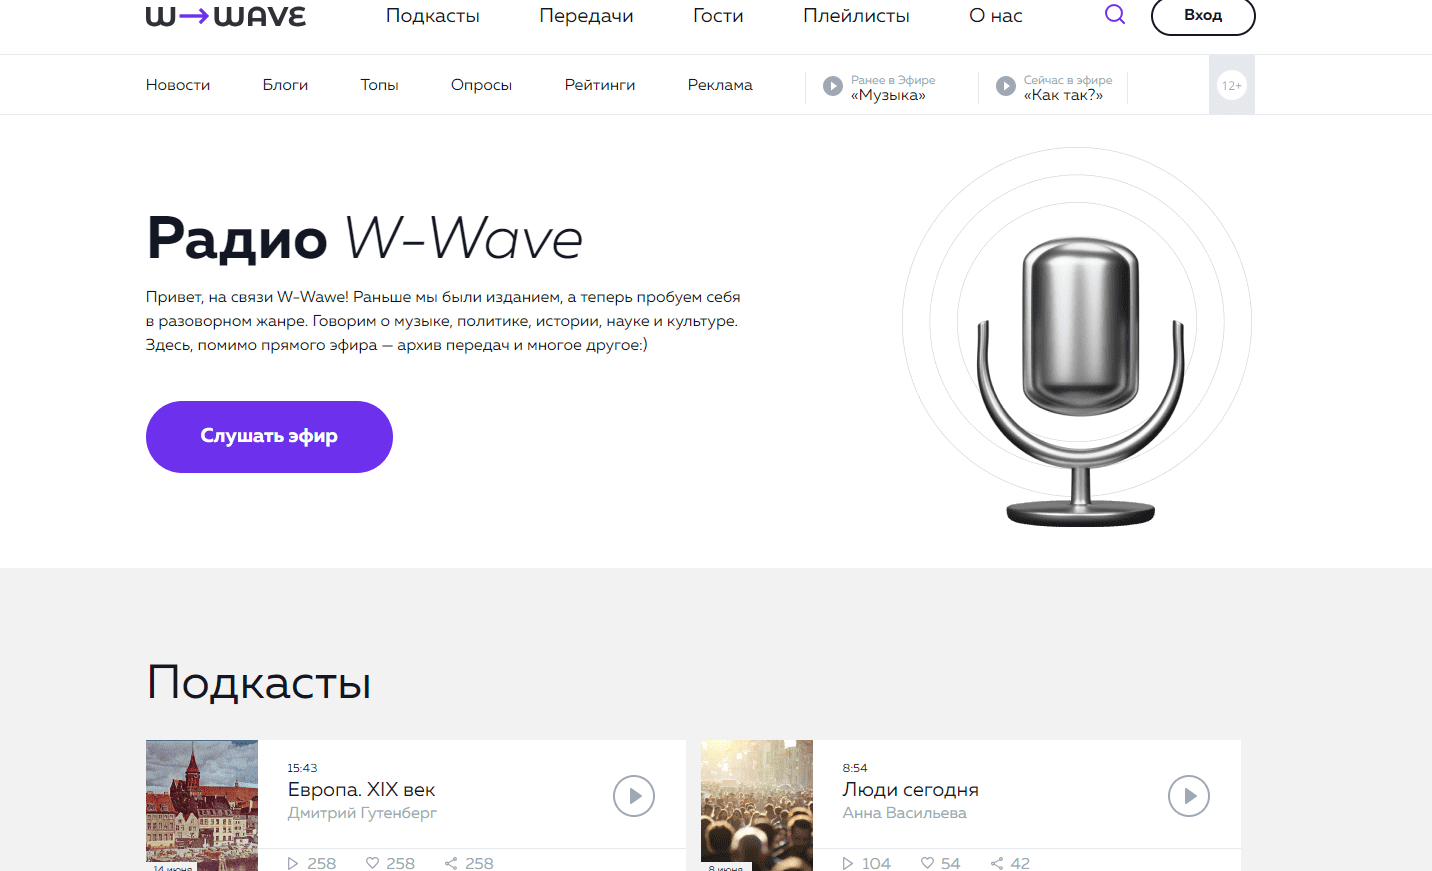 W→WAVE Подкасты Передачи Гости Плейлисты О нас Вход
Новости Блоги Топы Опросы Рейтинги Реклама
Ранее в Эфире
«Музыка»
Сейчас в эфире
«Как так?»
12+
Радио W-Wave
Привет, на связи W-Wawe! Раньше мы были изданием, а теперь пробуем себя
в разоворном жанре. Говорим о музыке, политике, истории, науке и культуре.
Здесь, помимо прямого эфира — архив передач и многое другое:)
Слушать эфир
Подкасты
15:43
Европа. XIX век
Дмитрий Гутенберг
258 258 258
14 июня
8:54
Люди сегодня
Анна Васильева
104 54 42
8 июня